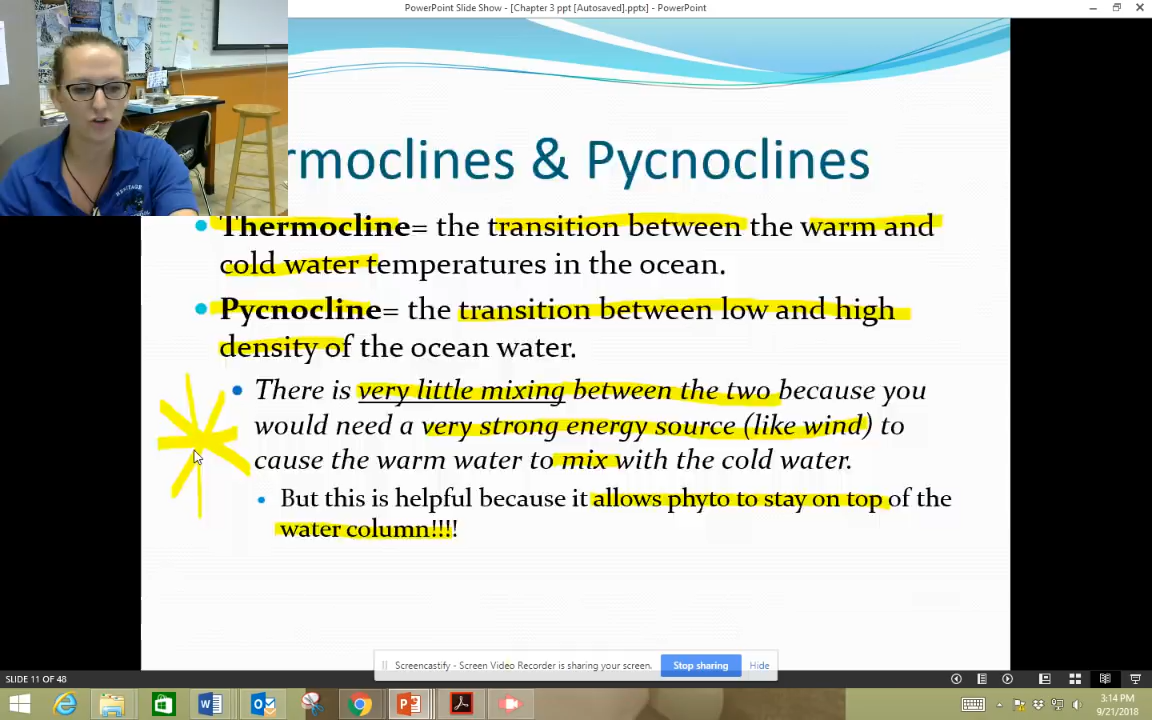 PowerPoint Slide Show - [Chapter 3 ppt [Autosaved].pptx] - PowerPoint
rmoclines & Pycnoclines
Thermocline= the transition between the warm and
cold water temperatures in the ocean.
Pycnocline= the transition between low and high
density of the ocean water.
There is very little mixing between the two because you
would need a very strong energy source (like wind) to
cause the warm water to mix with the cold water.
But this is helpful because it allows phyto to stay on top of the
water column!!!!
Screencastify - Screen Video Recorder is sharing your screen.
Stop sharing
Hide
SLIDE 11 OF 48
3:14 PM
9/21/2018
HERITAGE